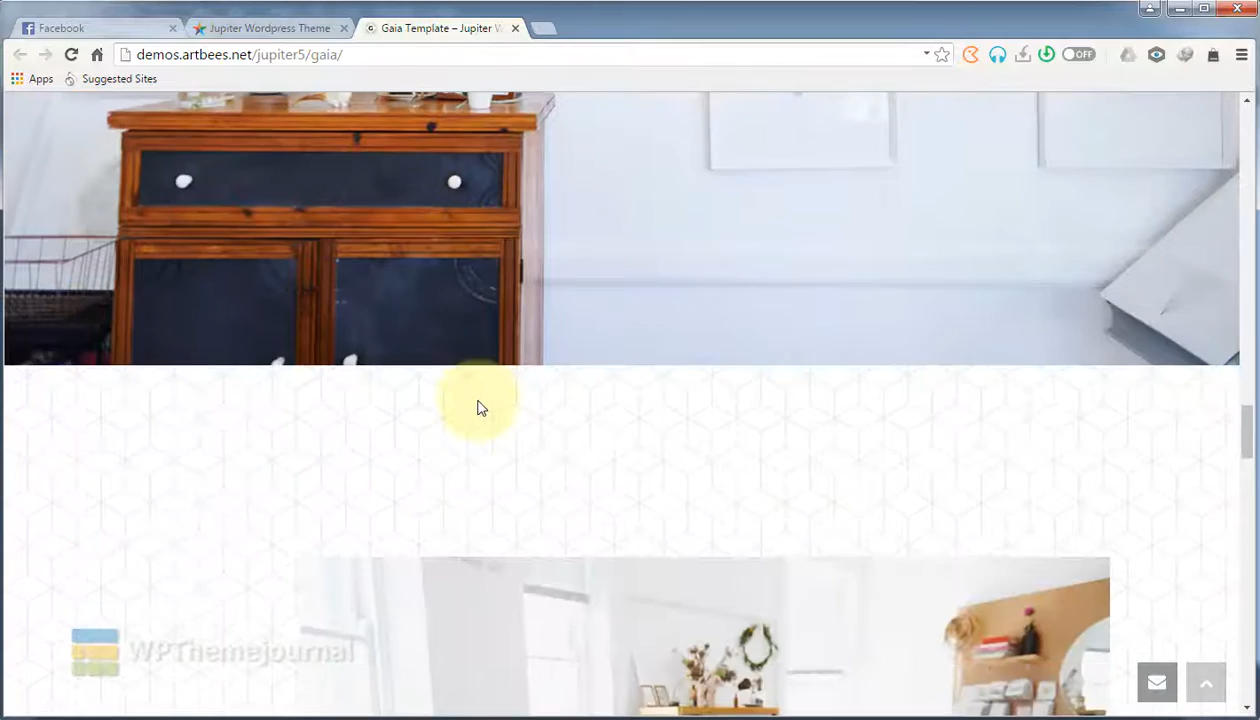 Facebook
Jupiter Wordpress Theme
Gaia Template – Jupiter W
demos.artbees.net/jupiter5/gaia/
OFF
Apps
Suggested Sites
WPThemejournal